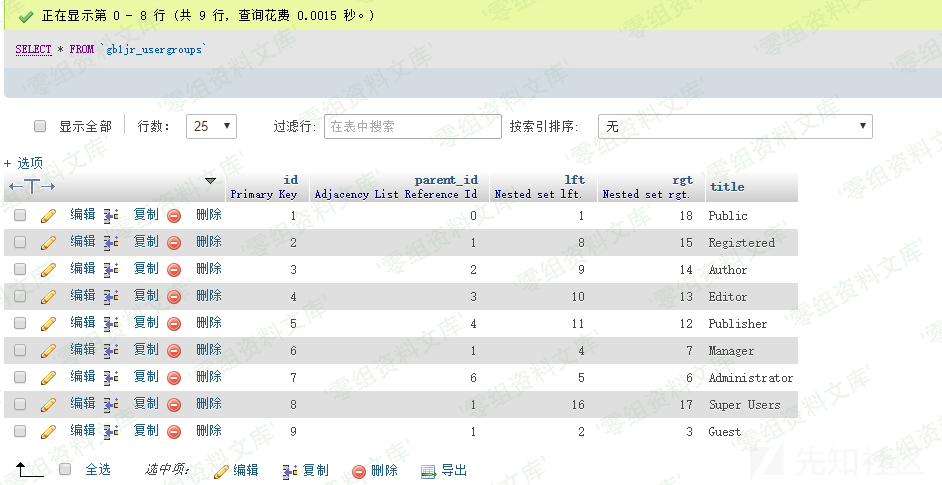 正在显示第 0 - 8 行 (共 9 行, 查询花费 0.0015 秒。)
SELECT * FROM `gb1jr_usergroups`
显示全部 行数: 25 过滤行: 在表中搜索 按索引排序: 无
+ 选项
←T→ id Primary Key parent_id Adjacency List Reference Id lft Nested set lft. rgt Nested set rgt. title
编辑 复制 删除 1 0 1 18 Public
编辑 复制 删除 2 1 8 15 Registered
编辑 复制 删除 3 2 9 14 Author
编辑 复制 删除 4 3 10 13 Editor
编辑 复制 删除 5 4 11 12 Publisher
编辑 复制 删除 6 1 4 7 Manager
编辑 复制 删除 7 6 5 6 Administrator
编辑 复制 删除 8 1 16 17 Super Users
编辑 复制 删除 9 1 2 3 Guest
全选 选中项: 编辑 复制 删除 导出
'零组资料文库'
先知社区